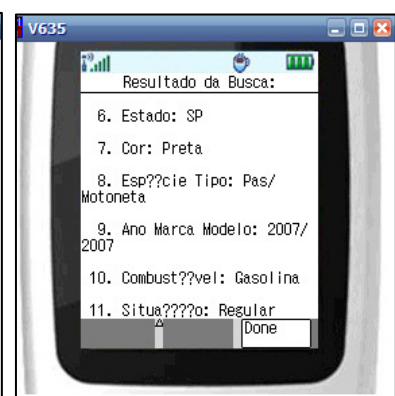 V635
Resultado da Busca:
6. Estado: SP
7. Cor: Preta
8. Esp??cie Tipo: Pas/
Motoneta
9. Ano Marca Modelo: 2007/
2007
10. Combust??vel: Gasolina
11. Situa????o: Regular
Done